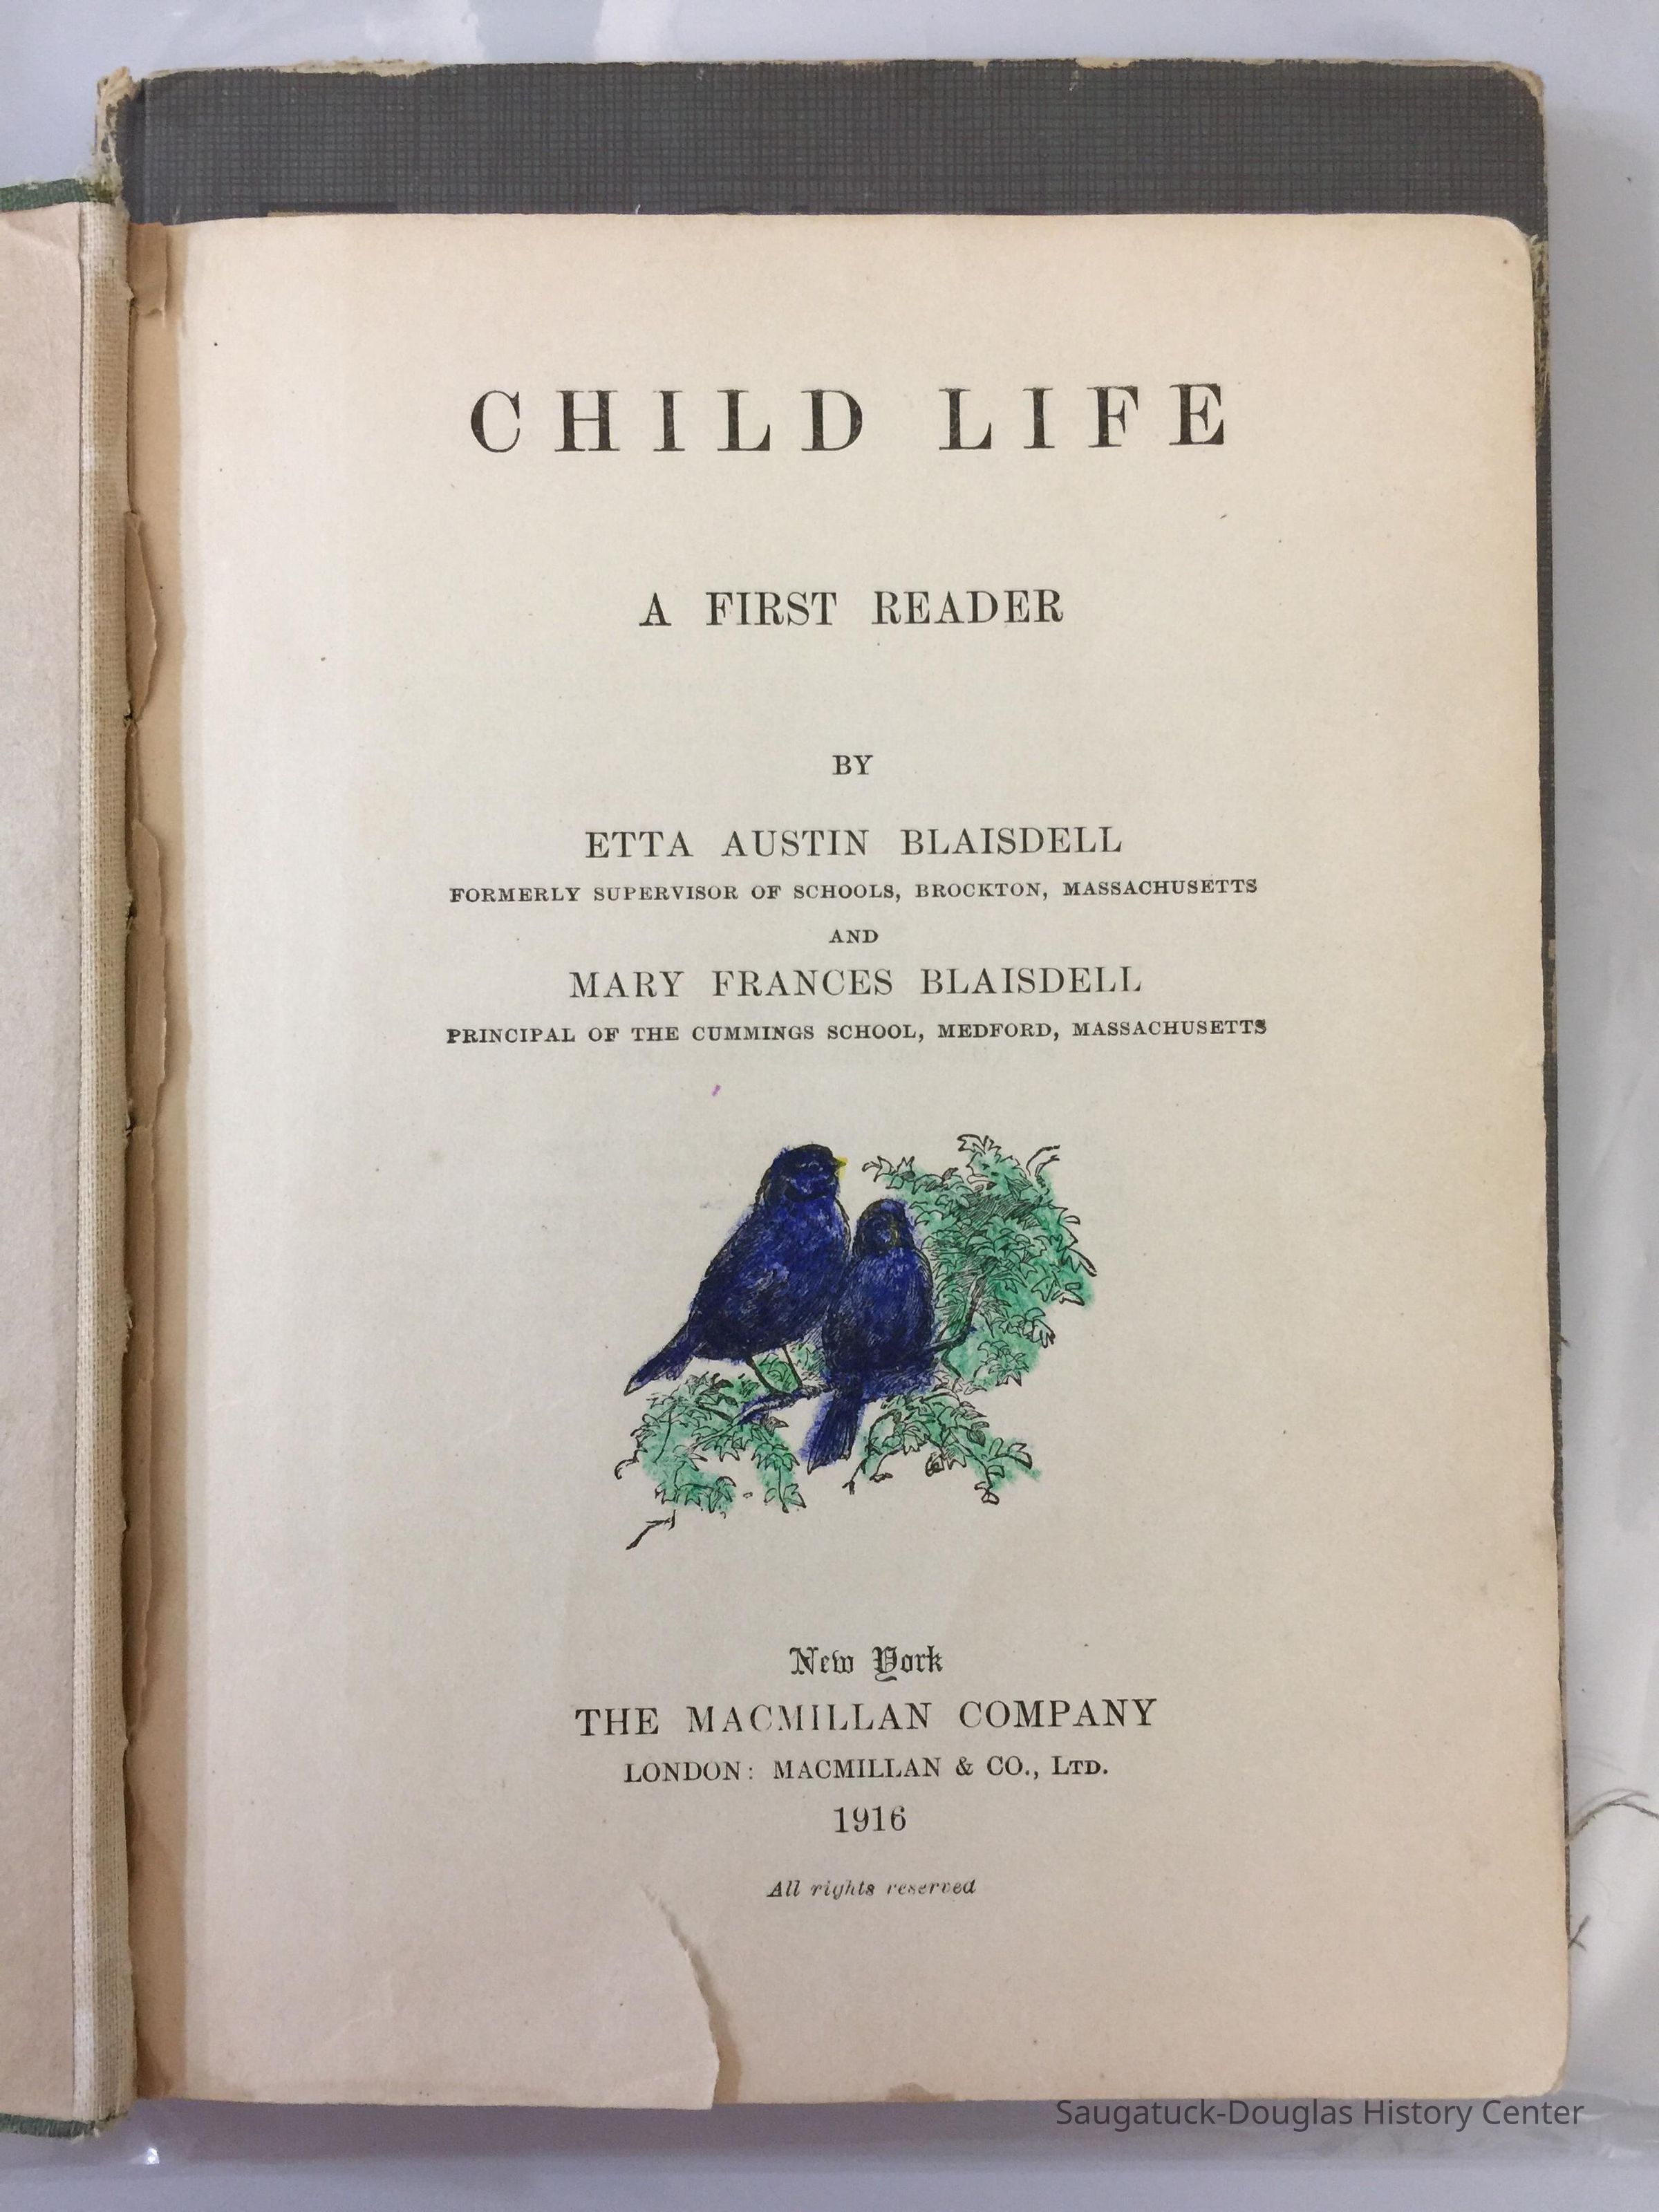 CHILD LIFE
A FIRST READER
BY
ETTA AUSTIN BLAISDELL
FORMERLY SUPERVISOR OF SCHOOLS, BROCKTON, MASSACHUSETTS
AND
MARY FRANCES BLAISDELL
PRINCIPAL OF THE CUMMINGS SCHOOL, MEDFORD, MASSACHUSETTS
New York
THE MACMILLAN COMPANY
LONDON: MACMILLAN & CO., LTD.
1916
All rights reserved
Saugatuck-Douglas History Center